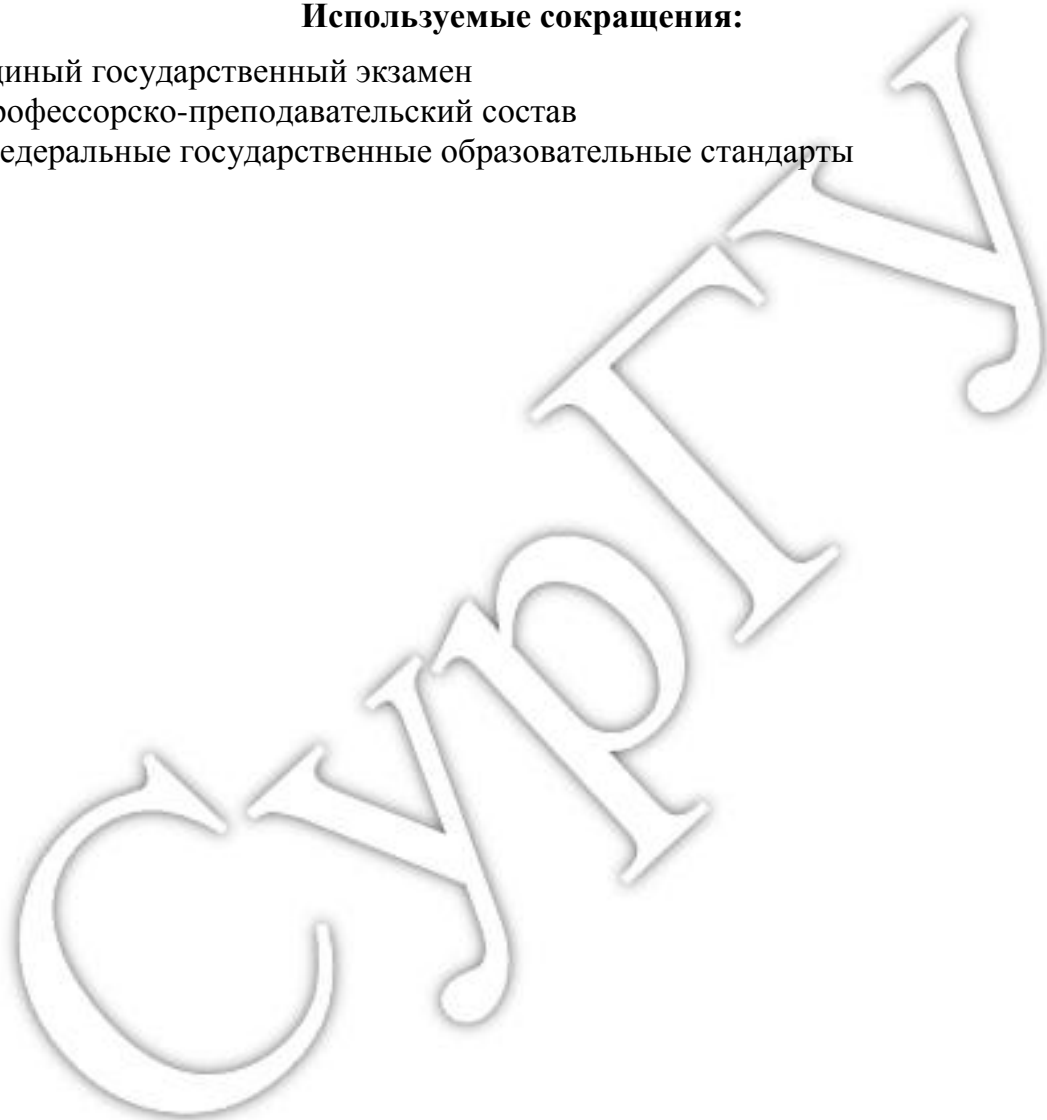 Используемые сокращения:
диный государственный экзамен
рофессорско-преподавательский состав
едеральные государственные образовательные стандарты
СурГУ